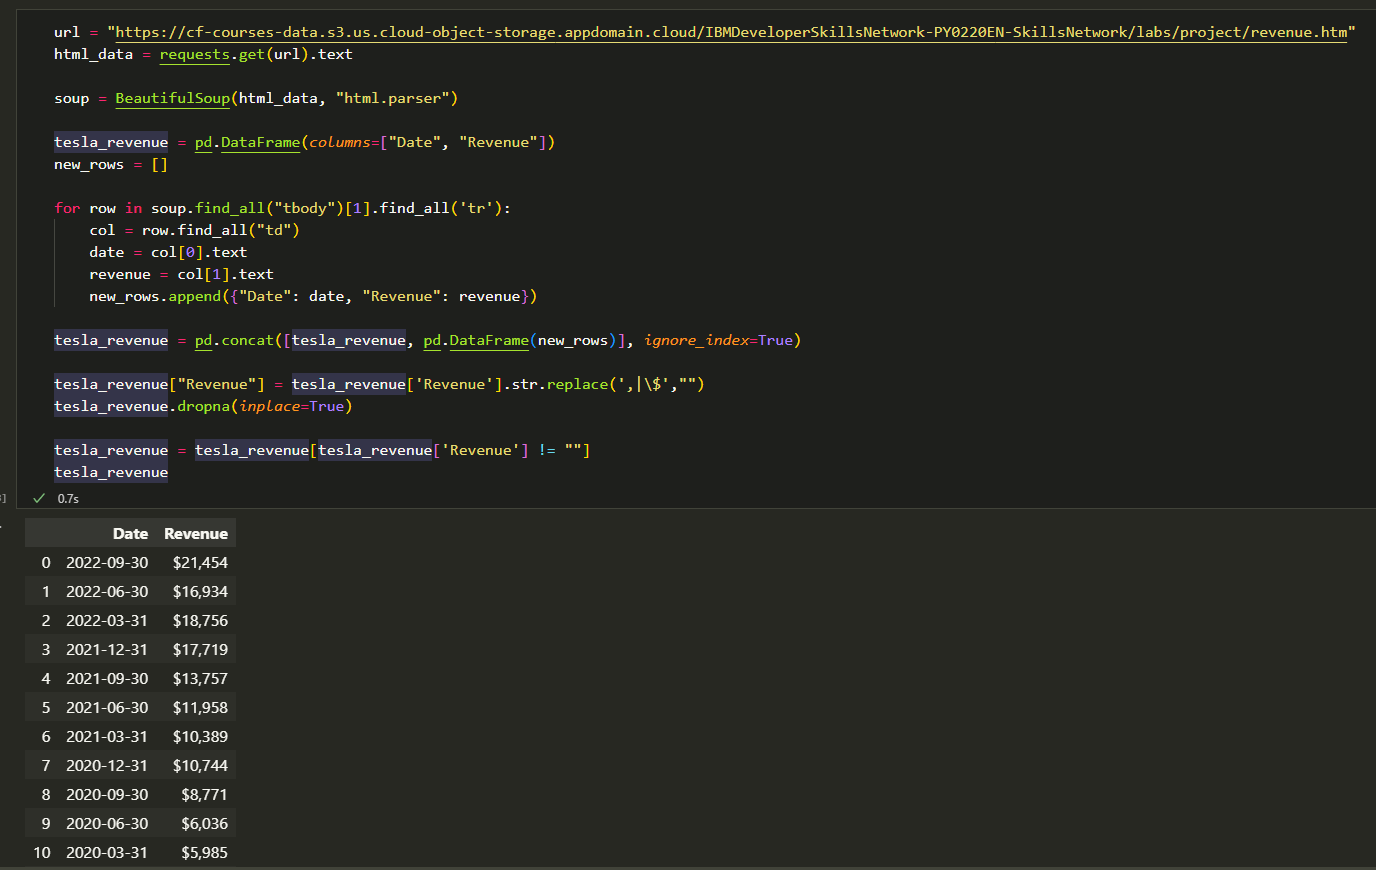 url = "https://cf-courses-data.s3.us.cloud-object-storage.appdomain.cloud/IBMDeveloperSkillsNetwork-PY0220EN-SkillsNetwork/labs/project/revenue.htm"
html_data = requests.get(url).text
soup = BeautifulSoup(html_data, "html.parser")
tesla_revenue = pd.DataFrame(columns=["Date", "Revenue"])
new_rows = []
for row in soup.find_all("tbody")[1].find_all('tr'):
    col = row.find_all("td")
    date = col[0].text
    revenue = col[1].text
    new_rows.append({"Date": date, "Revenue": revenue})
tesla_revenue = pd.concat([tesla_revenue, pd.DataFrame(new_rows)], ignore_index=True)
tesla_revenue["Revenue"] = tesla_revenue['Revenue'].str.replace(',|\$',"")
tesla_revenue.dropna(inplace=True)
tesla_revenue = tesla_revenue[tesla_revenue['Revenue'] != ""]
tesla_revenue
✓ 0.7s
Date Revenue
0 2022-09-30 $21,454
1 2022-06-30 $16,934
2 2022-03-31 $18,756
3 2021-12-31 $17,719
4 2021-09-30 $13,757
5 2021-06-30 $11,958
6 2021-03-31 $10,389
7 2020-12-31 $10,744
8 2020-09-30 $8,771
9 2020-06-30 $6,036
10 2020-03-31 $5,985